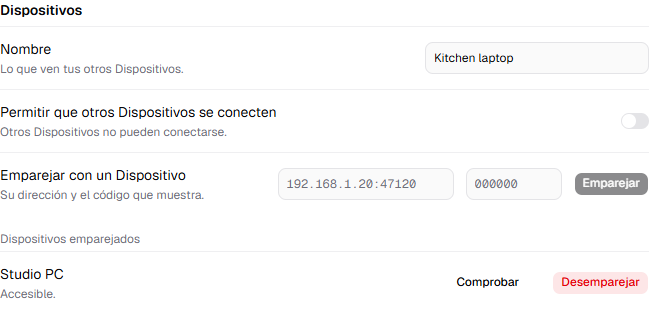 Dispositivos
Nombre
Lo que ven tus otros Dispositivos.
Kitchen laptop
Permitir que otros Dispositivos se conecten
Otros Dispositivos no pueden conectarse.
Emparejar con un Dispositivo
Su dirección y el código que muestra.
192.168.1.20:47120
000000
Emparejar
Dispositivos emparejados
Studio PC
Accesible.
Comprobar
Desemparejar